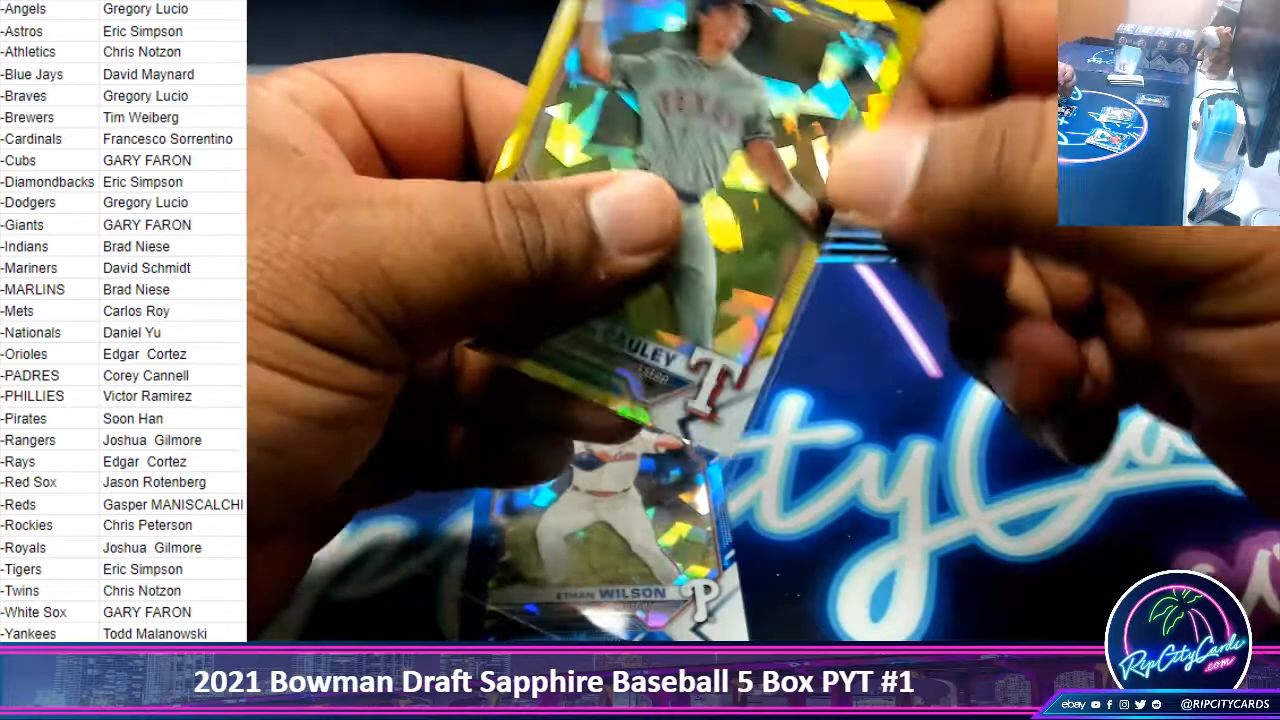 -Angels Gregory Lucio
-Astros Eric Simpson
-Athletics Chris Notzon
-Blue Jays David Maynard
-Braves Gregory Lucio
-Brewers Tim Weiberg
-Cardinals Francesco Sorrentino
-Cubs GARY FARON
-Diamondbacks Eric Simpson
-Dodgers Gregory Lucio
-Giants GARY FARON
-Indians Brad Niese
-Mariners David Schmidt
-MARLINS Brad Niese
-Mets Carlos Roy
-Nationals Daniel Yu
-Orioles Edgar Cortez
-PADRES Corey Cannell
-PHILLIES Victor Ramirez
-Pirates Soon Han
-Rangers Joshua Gilmore
-Rays Edgar Cortez
-Red Sox Jason Rotenberg
-Reds Gasper MANISCALCHI
-Rockies Chris Peterson
-Royals Joshua Gilmore
-Tigers Eric Simpson
-Twins Chris Notzon
-White Sox GARY FARON
-Yankees Todd Malanowski
AULEY
T
ETHAN WILSON
P
ty
RipCityCards
.com
2021 Bowman Draft Sapphire Baseball 5 Box PYT #1
ebay @RIPCITYCARDS